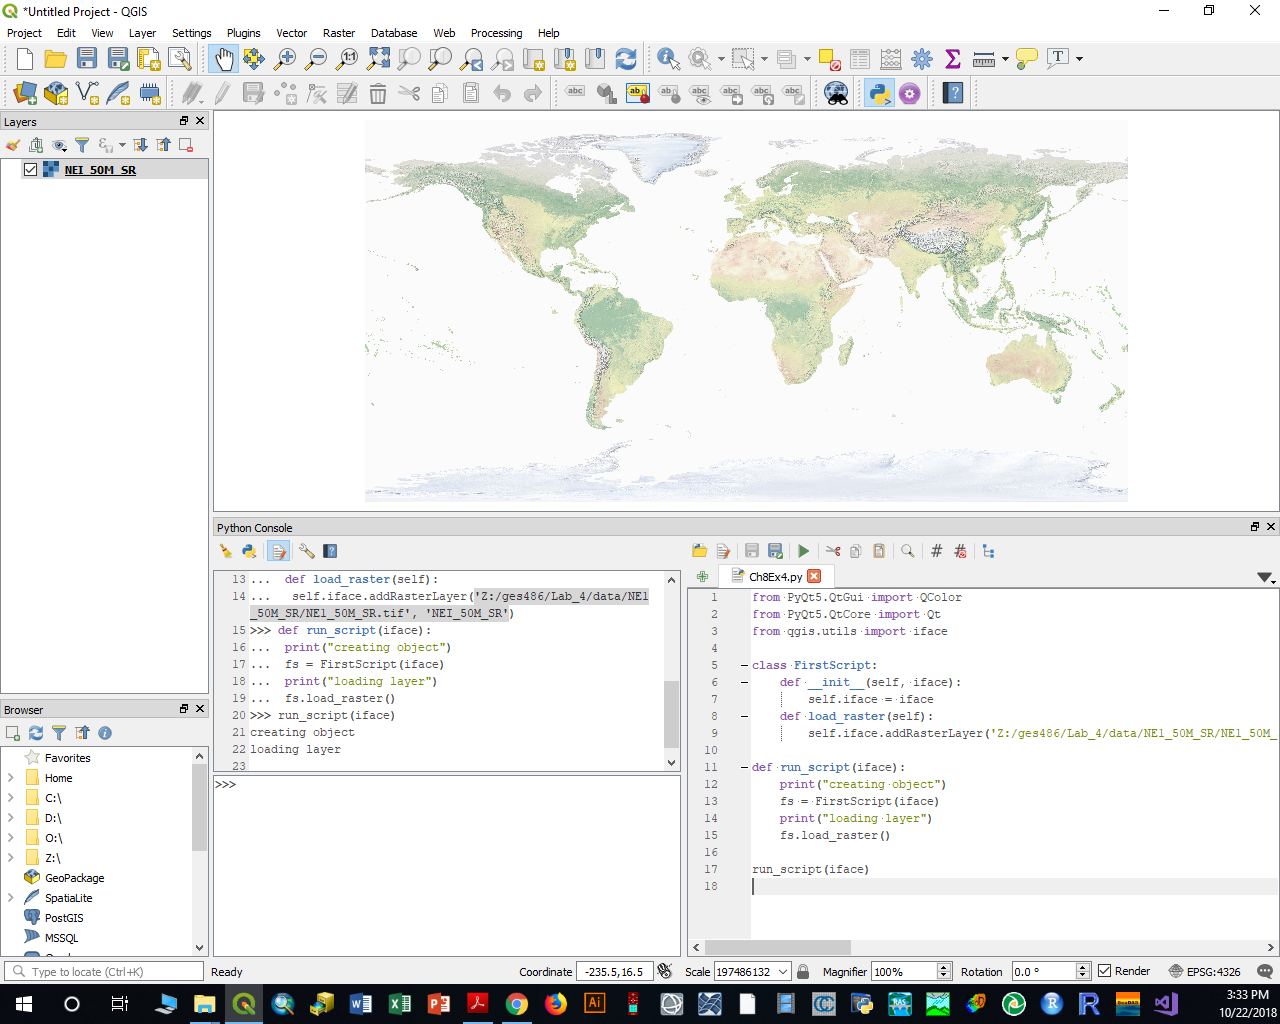 *Untitled Project - QGIS
Project Edit View Layer Settings Plugins Vector Raster Database Web Processing Help
Layers
NEI_50M_SR
Python Console
13 ... def load_raster(self):
14 ... self.iface.addRasterLayer('Z:/ges486/Lab_4/data/NE1
_50M_SR/NE1_50M_SR.tif', 'NEI_50M_SR')
15 >>> def run_script(iface):
16 ... print("creating object")
17 ... fs = FirstScript(iface)
18 ... print("loading layer")
19 ... fs.load_raster()
20 >>> run_script(iface)
21 creating object
22 loading layer
23
>>>
Ch8Ex4.py
1 from PyQt5.QtGui import QColor
2 from PyQt5.QtCore import Qt
3 from qgis.utils import iface
4
5 class FirstScript:
6 def __init__(self, iface):
7 self.iface = iface
8 def load_raster(self):
9 self.iface.addRasterLayer('Z:/ges486/Lab_4/data/NE1_50M_SR/NE1_50M_
10
11 def run_script(iface):
12 print("creating object")
13 fs = FirstScript(iface)
14 print("loading layer")
15 fs.load_raster()
16
17 run_script(iface)
18
Browser
Favorites
Home
C:\
D:\
O:\
Z:\
GeoPackage
SpatiaLite
PostGIS
MSSQL
Type to locate (Ctrl+K) Ready Coordinate -235.5,16.5 Scale 197486132 Magnifier 100% Rotation 0.0 ° Render EPSG:4326
3:33 PM
10/22/2018